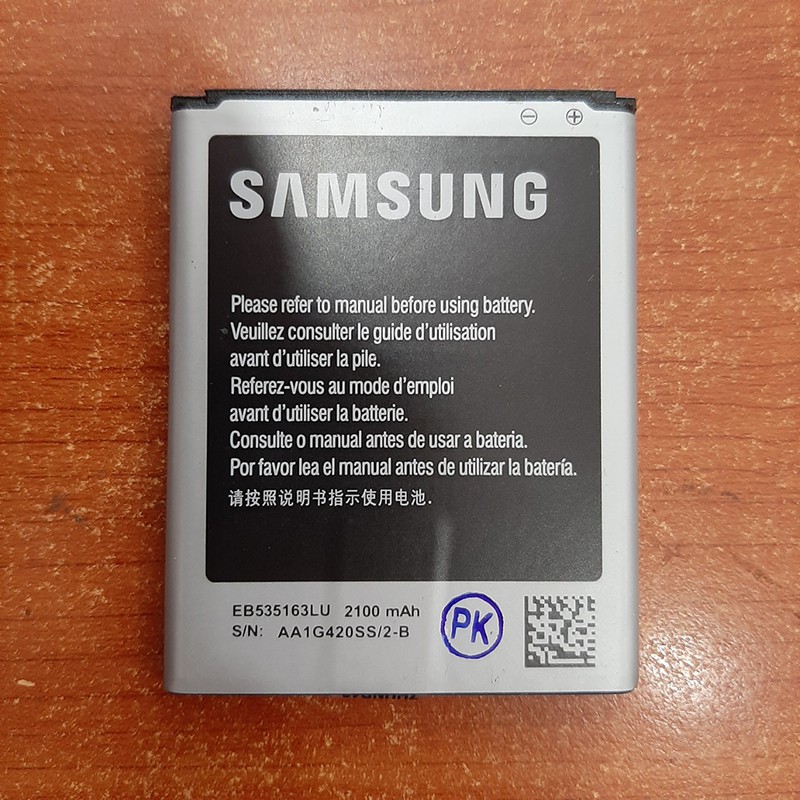 SAMSUNG
Please refer to manual before using battery.
Veuillez consulter le guide d'utilisation
avant d'utiliser la pile.
Referez-vous au mode d'emploi
avant d'utiliser la batterie.
Consulte o manual antes de usar a bateria.
Por favor lea el manual antes de utilizar la batería.
请按照说明书指示使用电池.
EB535163LU 2100 mAh
S/N: AA1G420SS/2-B
PK